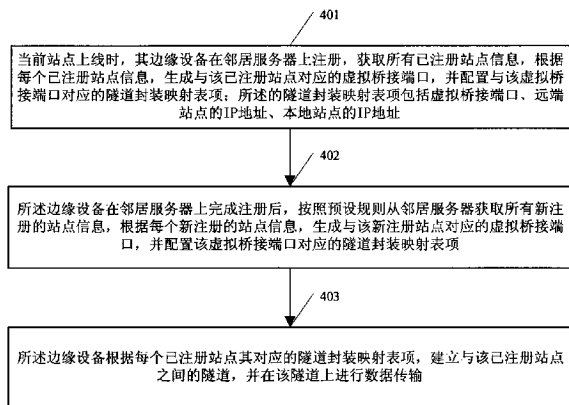 401
当前站点上线时，其边缘设备在邻居服务器上注册，获取所有已注册站点信息，根据
每个已注册站点信息，生成与该已注册站点对应的虚拟桥接端口，并配置与该虚拟桥
接端口对应的隧道封装映射表项；所述的隧道封装映射表项包括虚拟桥接端口、远端
站点的IP地址、本地站点的IP地址
402
所述边缘设备在邻居服务器上完成注册后，按照预设规则从邻居服务器获取所有新注
册的站点信息，根据每个新注册的站点信息，生成与该新注册站点对应的虚拟桥接端
口，并配置该虚拟桥接端口对应的隧道封装映射表项
403
所述边缘设备根据每个已注册站点其对应的隧道封装映射表项，建立与该已注册站点
之间的隧道，并在该隧道上进行数据传输